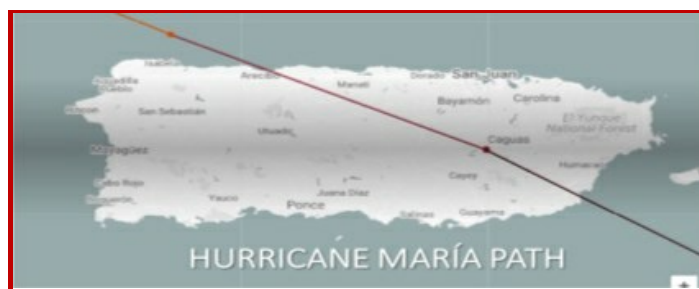 Isabela
Arecibo
Manatí
Dorado
San Juan
Aguadilla
Pueblo
San Sebastián
Bayamón
Carolina
El Yunque
National Forest
Utuado
Caguas
Mayagüez
Humacao
Cayey
Cabo Rojo
Yauco
Juana Díaz
Ponce
Salinas
Guayama
HURRICANE MARÍA PATH
+